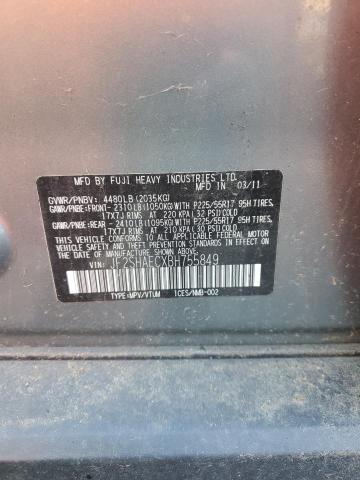 MFD BY FUJI HEAVY INDUSTRIES LTD. 1N 03/11
GVWR/PNBV: 4480LB (2035KG)
GAWR/PNBE: FRONT- 2310LB(1050KG)WITH P225/55R17 95H TIRES,
17X7J RIMS AT 220 KPA( 32 PSI)COLD
GAWR/PNBE: REAR - 2410LB(1095KG)WITH P225/55R17 95H TIRES,
17X7J RIMS AT 210 KPA( 30 PSI)COLD
THIS VEHICLE CONFORMS TO ALL APPLICABLE FEDERAL MOTOR
VEHICLE SAFETY AND THEFT PREVENTION STANDARDS IN EFFECT
ON THE DATE OF MANUFACTURE SHOWN ABOVE.
VIN: JF2SHAECXBH755849
TYPE:MPV/VTUM 1CES/NMB-002